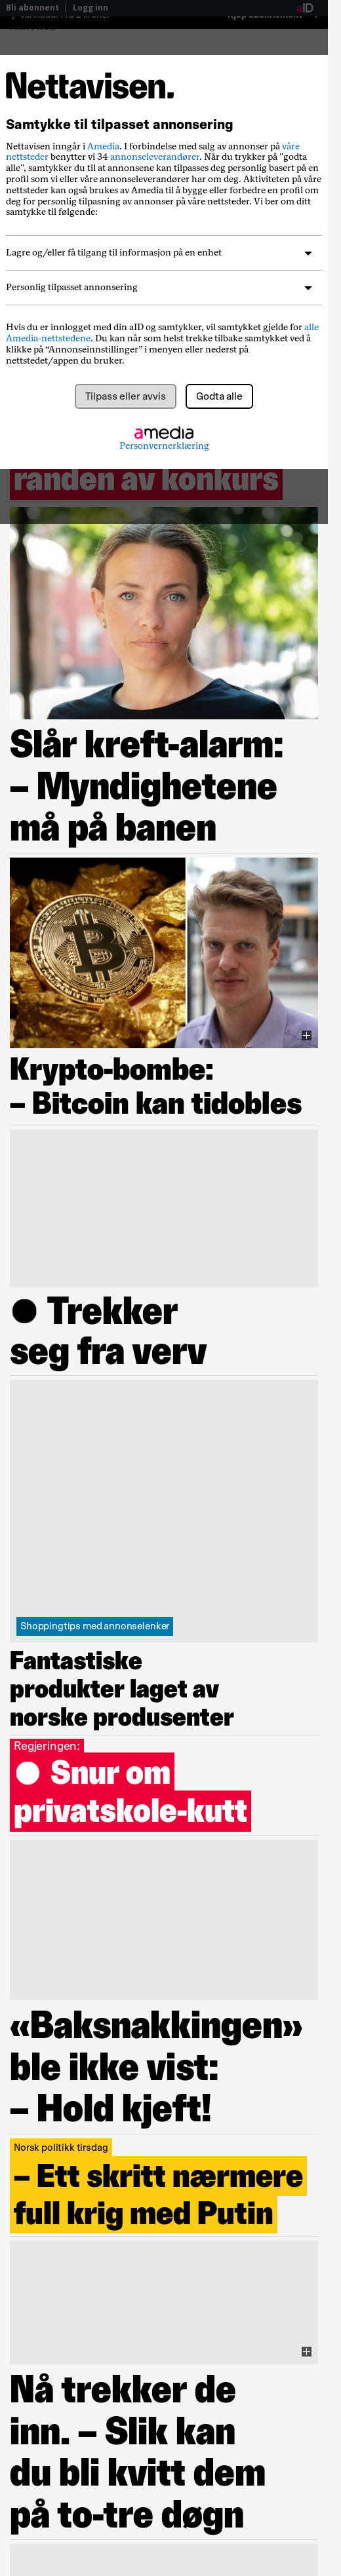 Bli abonnent | Logg inn
aID
Nettavisen.
Samtykke til tilpasset annonsering
Nettavisen inngår i Amedia. I forbindelse med salg av annonser på våre
nettsteder benytter vi 34 annonseleverandører. Når du trykker på "godta
alle", samtykker du til at annonsene kan tilpasses deg personlig basert på en
profil som vi eller våre annonseleverandører har om deg. Aktiviteten på våre
nettsteder kan også brukes av Amedia til å bygge eller forbedre en profil om
deg for personlig tilpasning av annonser på våre nettsteder. Vi ber om ditt
samtykke til følgende:
Lagre og/eller få tilgang til informasjon på en enhet
Personlig tilpasset annonsering
Hvis du er innlogget med din aID og samtykker, vil samtykket gjelde for alle
Amedia-nettstedene. Du kan når som helst trekke tilbake samtykket ved å
klikke på “Annonseinnstillinger” i menyen eller nederst på
nettstedet/appen du bruker.
Tilpass eller avvis
Godta alle
amedia
Personvernerklæring
randen av konkurs
Slår kreft-alarm:
– Myndighetene
må på banen
Krypto-bombe:
– Bitcoin kan tidobles
● Trekker
seg fra verv
Shoppingtips med annonselenker
Fantastiske
produkter laget av
norske produsenter
Regjeringen:
● Snur om
privatskole-kutt
«Baksnakkingen»
ble ikke vist:
– Hold kjeft!
Norsk politikk tirsdag
– Ett skritt nærmere
full krig med Putin
Nå trekker de
inn. – Slik kan
du bli kvitt dem
på to-tre døgn